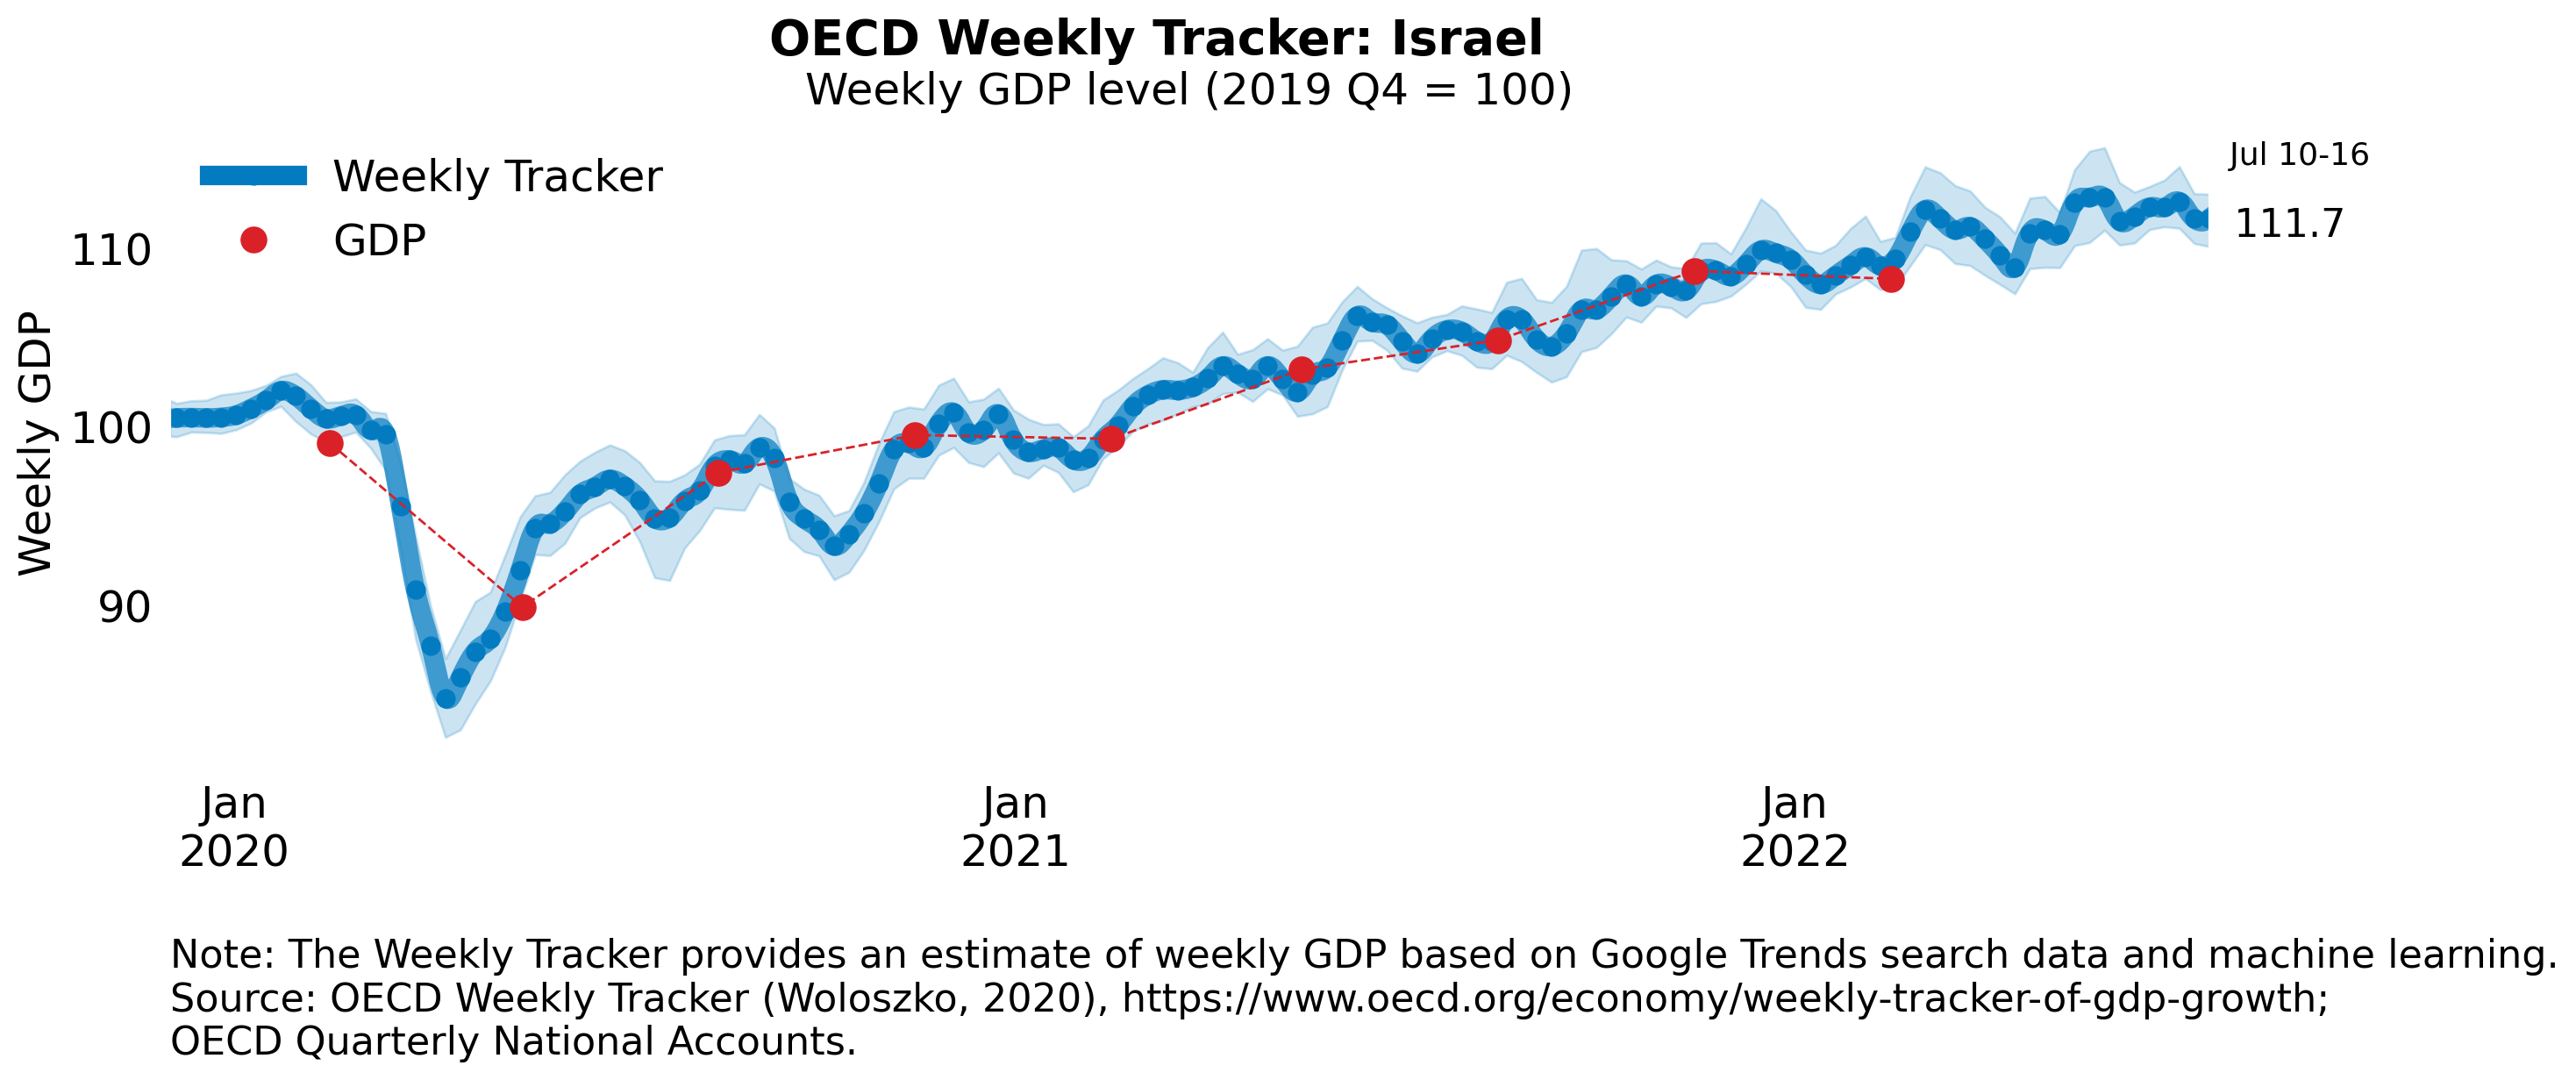 OECD Weekly Tracker: Israel
Weekly GDP level (2019 Q4 = 100)
Weekly Tracker
GDP
Jul 10-16
111.7
Weekly GDP
110
100
90
Jan
2020
Jan
2021
Jan
2022
Note: The Weekly Tracker provides an estimate of weekly GDP based on Google Trends search data and machine learning.
Source: OECD Weekly Tracker (Woloszko, 2020), https://www.oecd.org/economy/weekly-tracker-of-gdp-growth;
OECD Quarterly National Accounts.